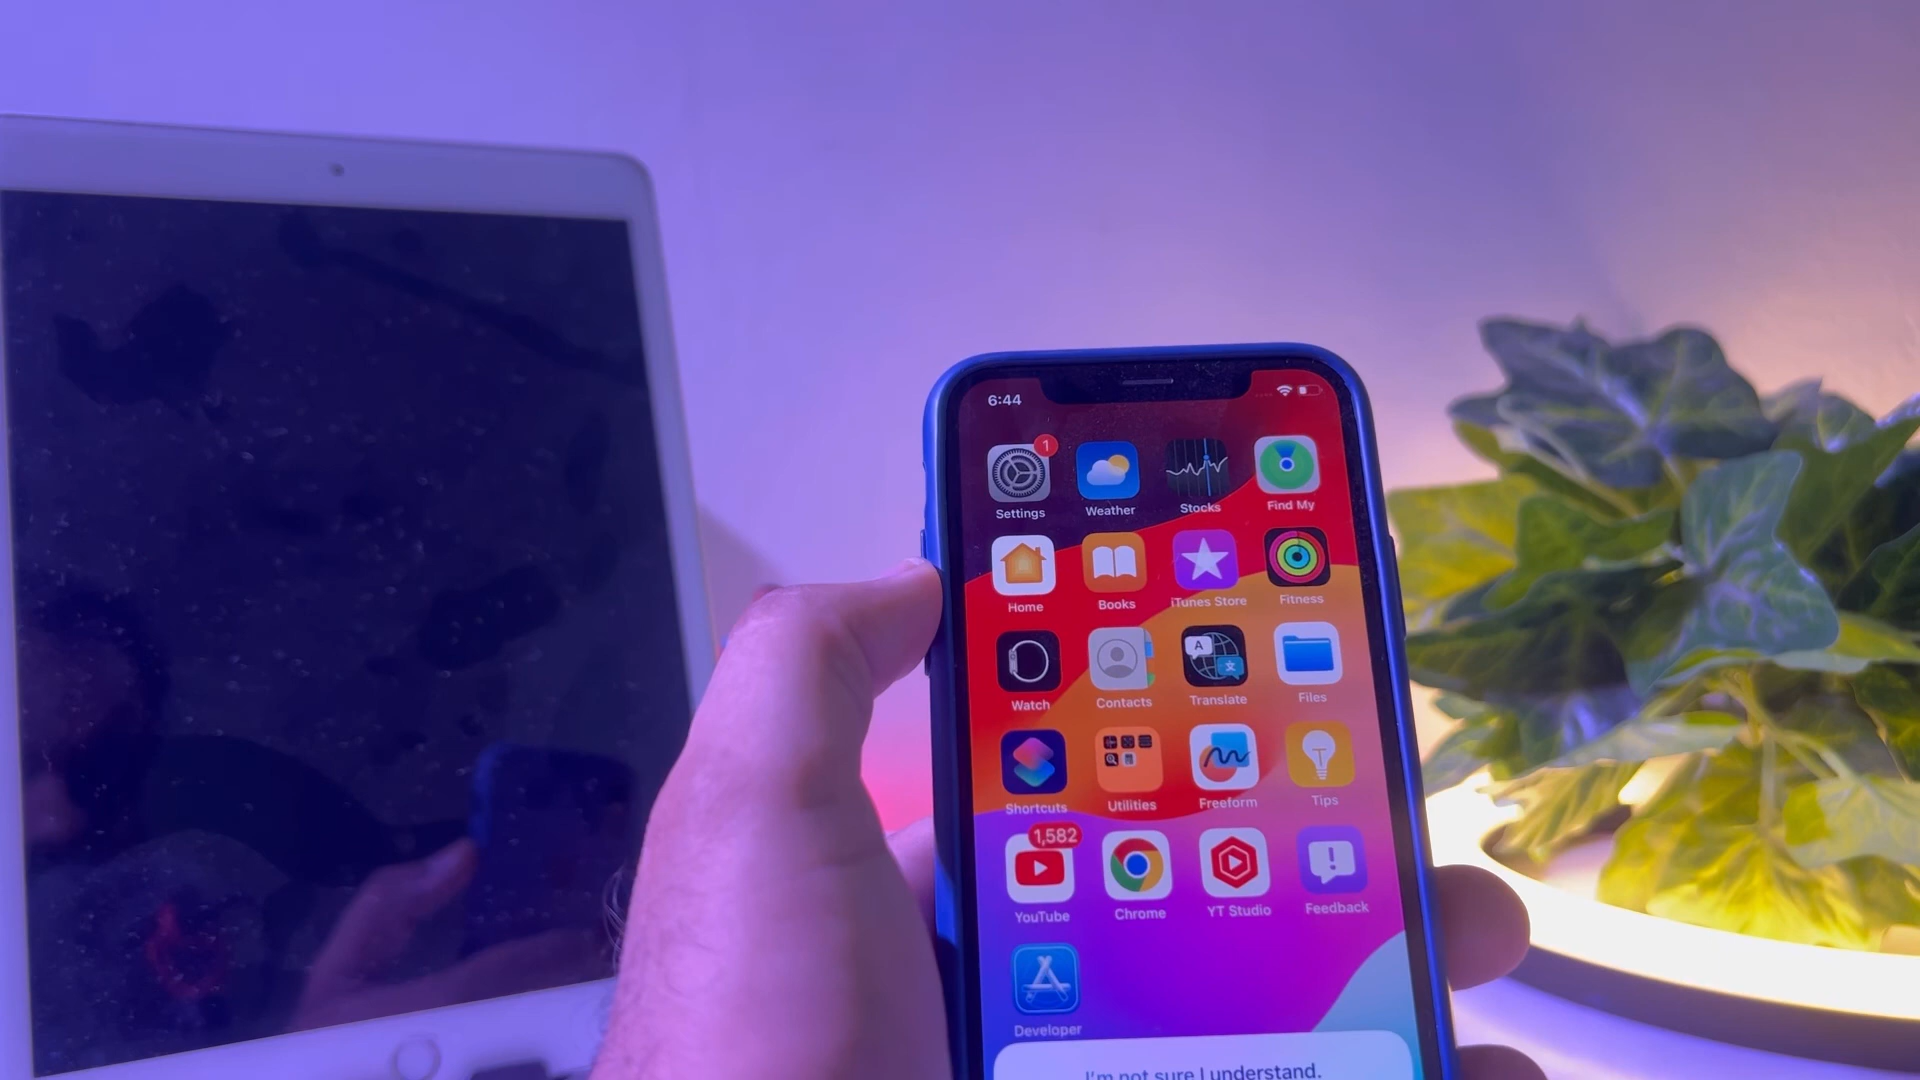 6:44
1
Settings Weather Stocks Find My
Home Books iTunes Store Fitness
A
文
Watch Contacts Translate Files
Shortcuts Utilities Freeform Tips
1,582
YouTube Chrome YT Studio Feedback
Developer
I'm not sure I understand.